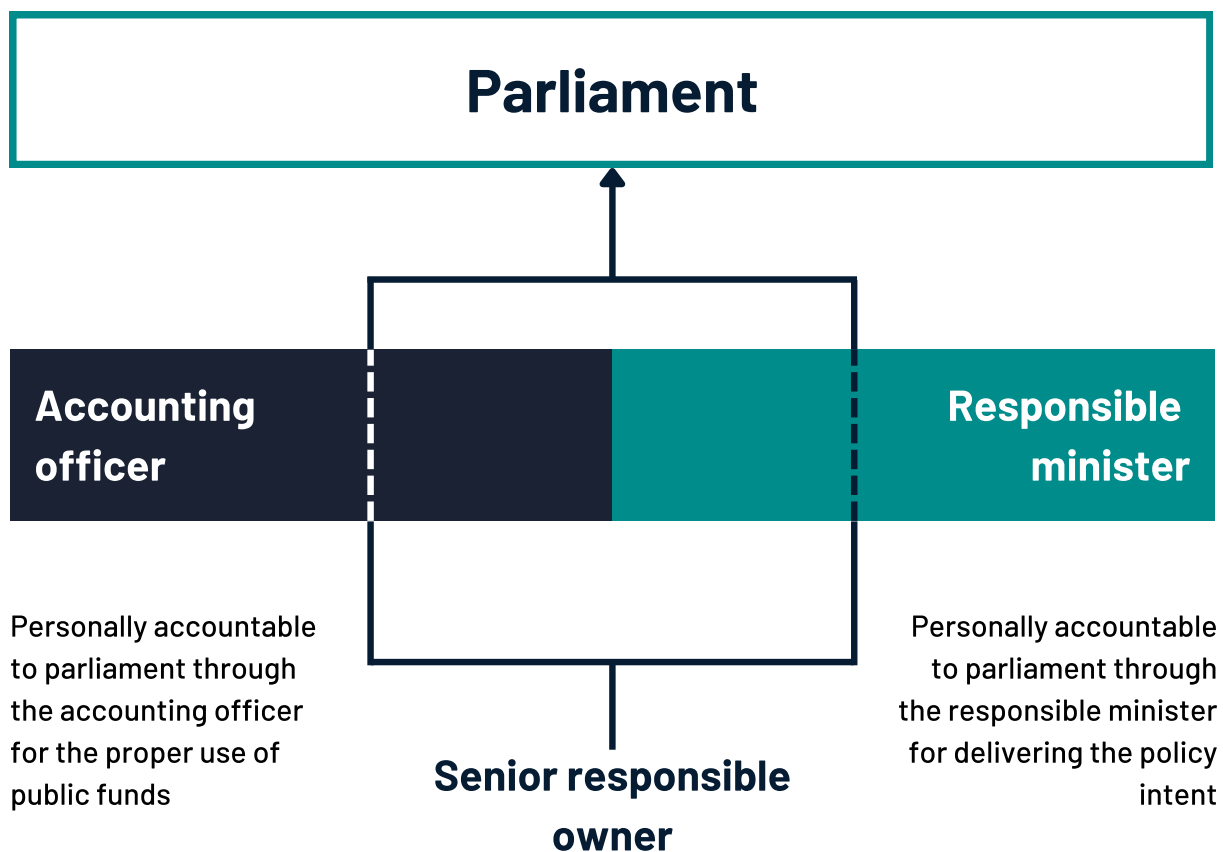 Parliament
Accounting
officer
Responsible
minister
Personally accountable
to parliament through
the accounting officer
for the proper use of
public funds
Personally accountable
to parliament through
the responsible minister
for delivering the policy
intent
Senior responsible
owner